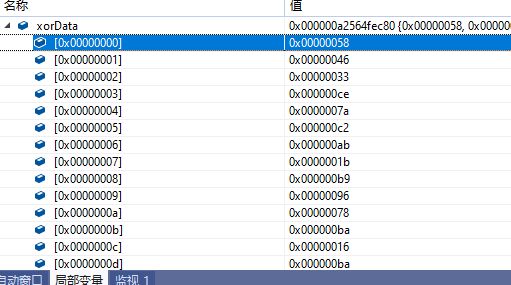 名称 值
xorData 0x000000a2564fec80 {0x00000058, 0x00000
[0x00000000] 0x00000058
[0x00000001] 0x00000046
[0x00000002] 0x00000033
[0x00000003] 0x000000ce
[0x00000004] 0x0000007a
[0x00000005] 0x000000c2
[0x00000006] 0x000000ab
[0x00000007] 0x0000001b
[0x00000008] 0x000000b9
[0x00000009] 0x00000096
[0x0000000a] 0x00000078
[0x0000000b] 0x000000ba
[0x0000000c] 0x00000016
[0x0000000d] 0x000000ba
自动窗口 局部变量 监视 1